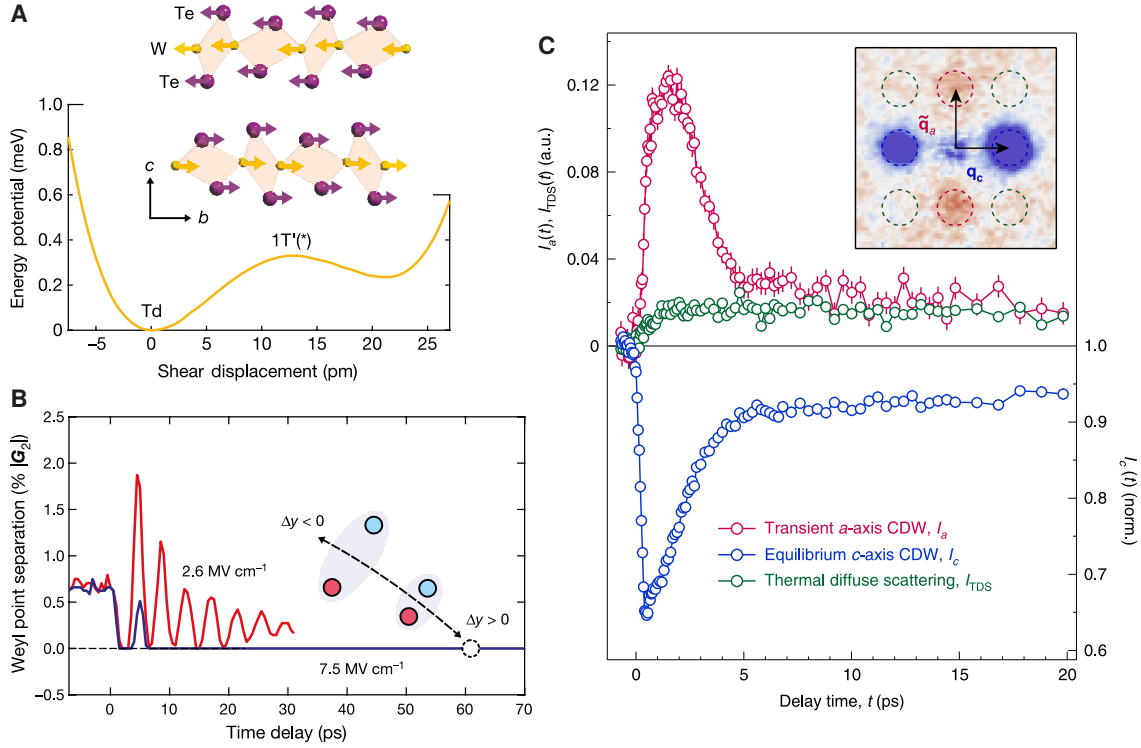 A
Te
W
Te
Energy potential (meV)
1.0
0.8
0.6
0.4
0.2
0
c
b
1T'(*)
Td
−5
0
5
10
15
20
25
Shear displacement (pm)
B
Weyl point separation (% |G₂|)
2.5
2.0
1.5
1.0
0.5
0.0
−0.5
2.6 MV cm⁻¹
Δy < 0
Δy > 0
7.5 MV cm⁻¹
0
10
20
30
40
50
60
70
Time delay (ps)
C
Iₐ(t), I_TDS(t) (a.u.)
0.12
0.08
0.04
0
q̃ₐ
q_c
1.0
0.9
0.8
0.7
0.6
I_c(t) (norm.)
Transient a-axis CDW, Iₐ
Equilibrium c-axis CDW, I_c
Thermal diffuse scattering, I_TDS
0
5
10
15
20
Delay time, t (ps)